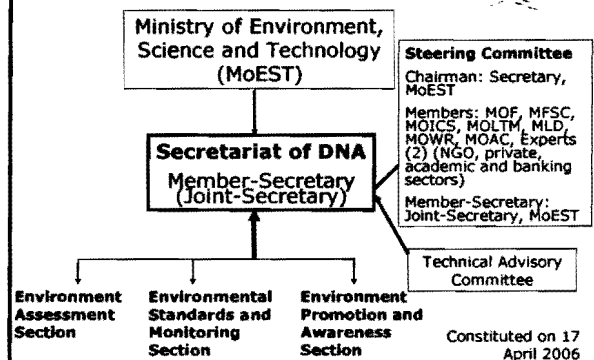 Ministry of Environment,
Science and Technology
(MoEST)
Steering Committee
Chairman: Secretary,
MoEST
Members: MOF, MFSC,
MOICS, MOLTM, MLD,
MOWR, MOAC, Experts
(2) (NGO, private,
academic and banking
sectors)
Member-Secretary:
Joint-Secretary, MoEST
Secretariat of DNA
Member-Secretary
(Joint-Secretary)
Technical Advisory
Committee
Environment
Assessment
Section
Environmental
Standards and
Monitoring
Section
Environment
Promotion and
Awareness
Section
Constituted on 17
April 2006